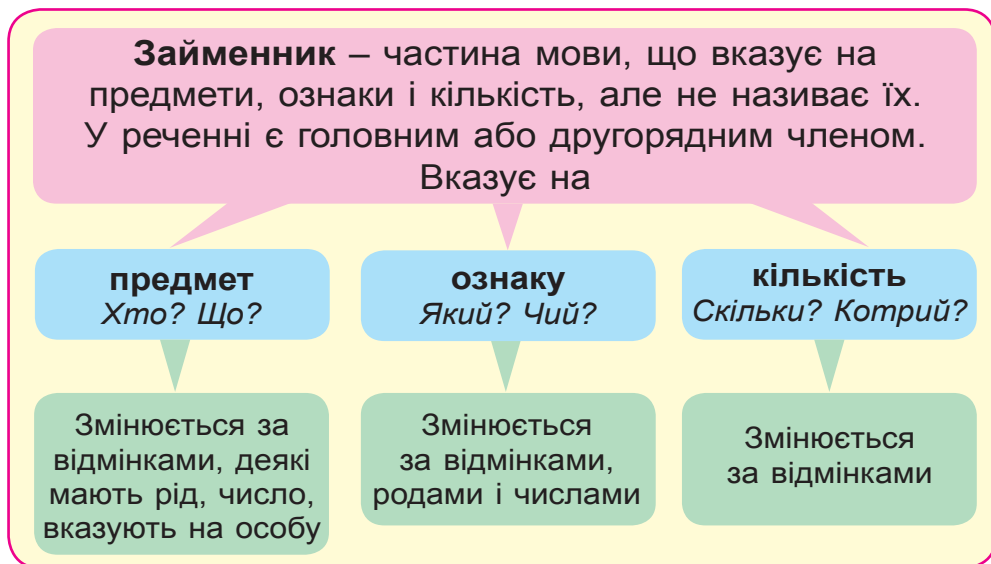 Займенник – частина мови, що вказує на
предмети, ознаки і кількість, але не називає їх.
У реченні є головним або другорядним членом.
Вказує на
предмет
Хто? Що?
ознаку
Який? Чий?
кількість
Скільки? Котрий?
Змінюється за
відмінками, деякі
мають рід, число,
вказують на особу
Змінюється
за відмінками,
родами і числами
Змінюється
за відмінками